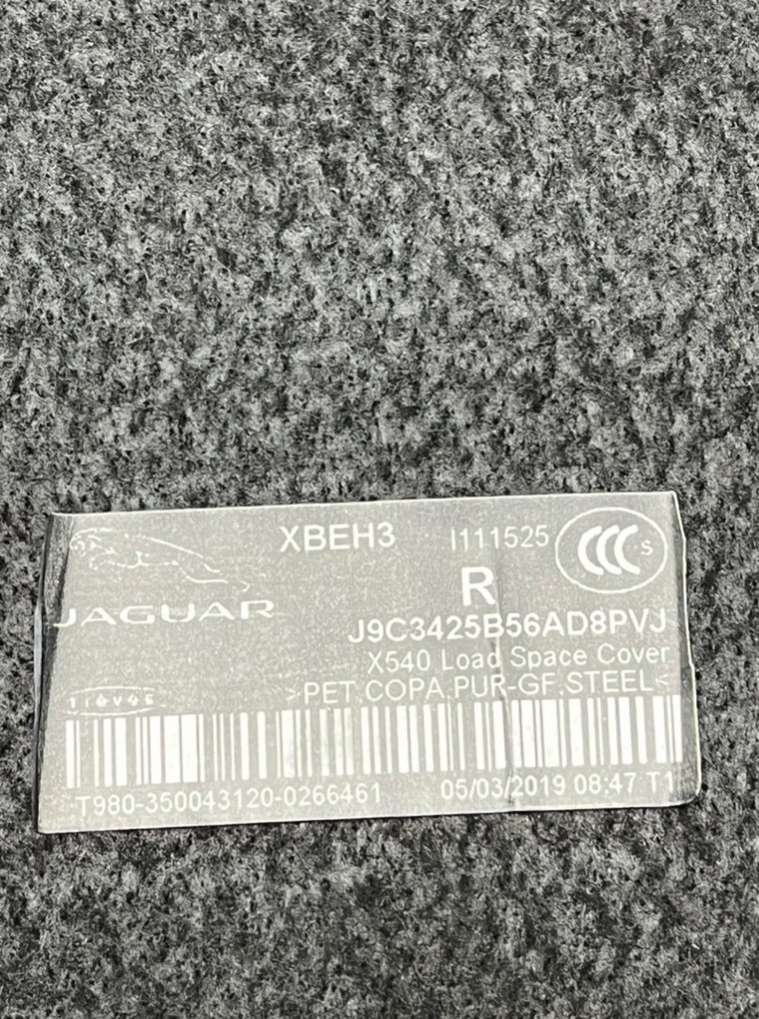 XBEH3 I111525
CCC S
R
JAGUAR
J9C3425B56AD8PVJ
X540 Load Space Cover
>PET.COPA.PUR-GF.STEEL<
T980-350043120-0266461 05/03/2019 08:47 T1